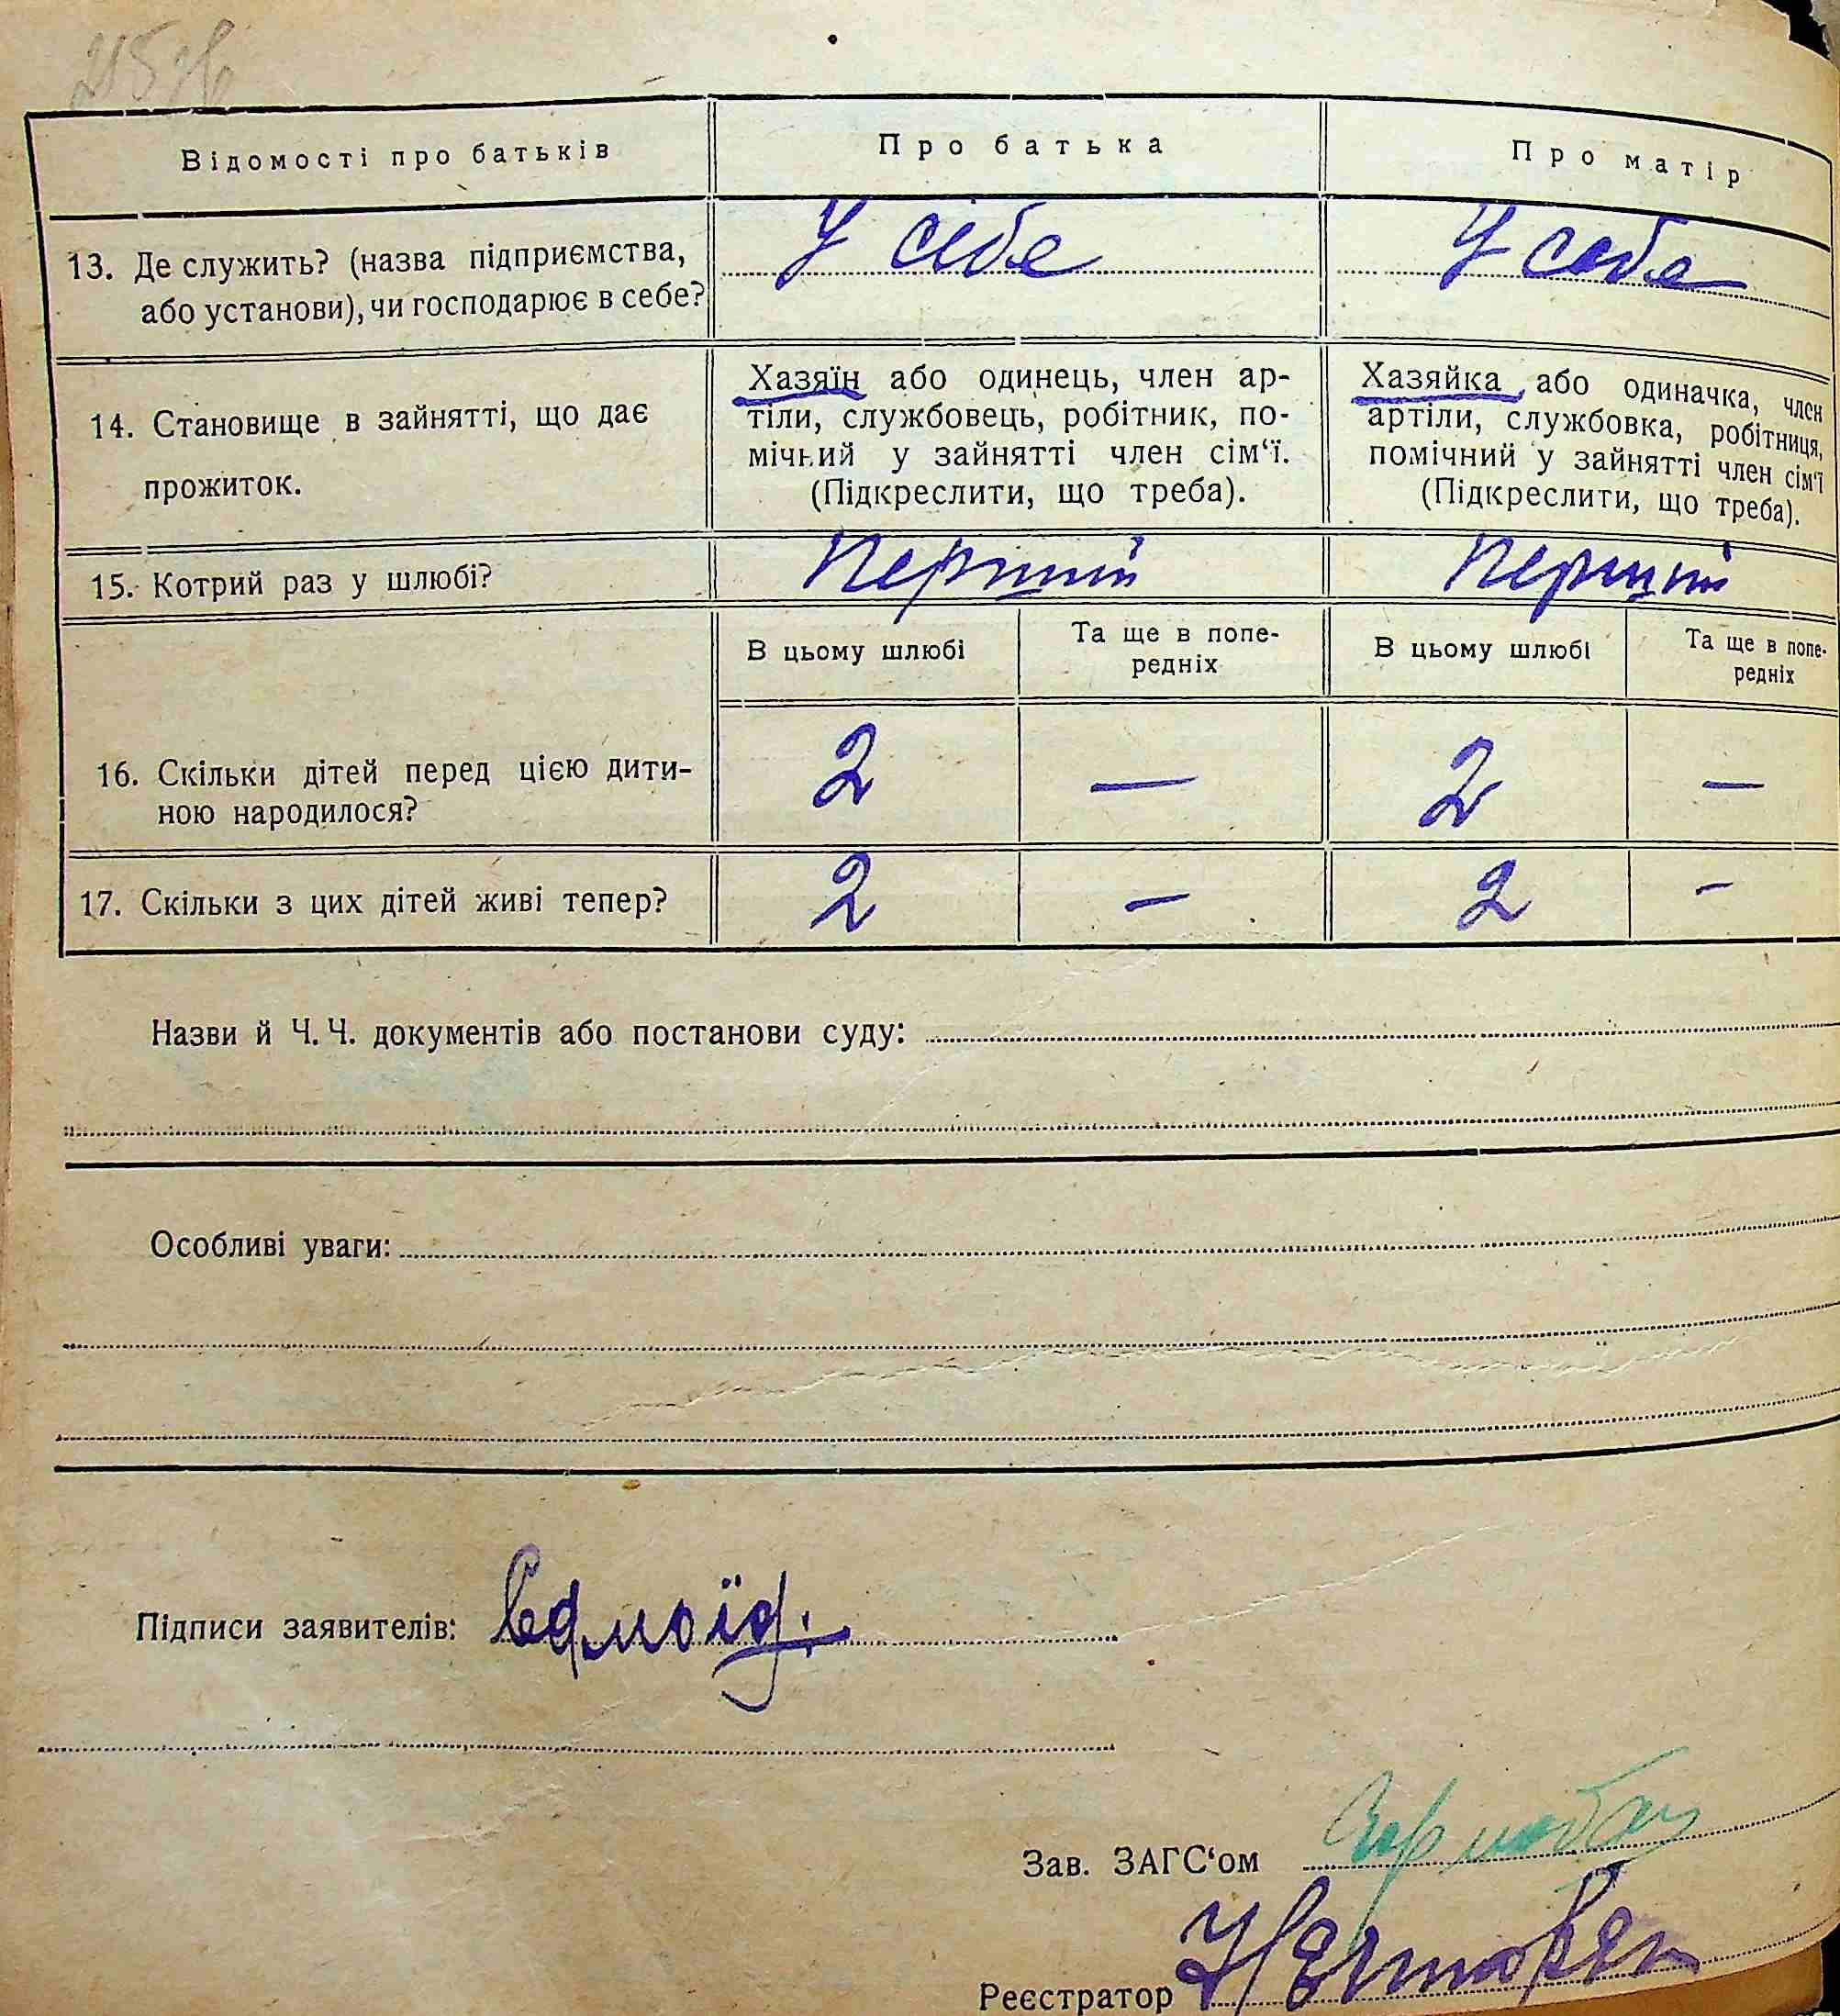 Відомості про батьків
Про батька
Про матір
13. Де служить? (назва підприємства,
або установи), чи господарює в себе?
У сібе
У себе
14. Становище в зайнятті, що дає
прожиток.
Хазяїн або одинець, член ар-
тіли, службовець, робітник, по-
мічний у зайнятті член сім‘ї.
(Підкреслити, що треба).
Хазяйка або одиначка, член
артіли, службовка, робітниця,
помічний у зайнятті член сім‘ї
(Підкреслити, що треба).
15. Котрий раз у шлюбі?
Перший
Перший
В цьому шлюбі
Та ще в попе-
редніх
В цьому шлюбі
Та ще в попе-
редніх
16. Скільки дітей перед цією дити-
ною народилося?
2 — 2 —
17. Скільки з цих дітей живі тепер?
2 — 2 —
Назви й Ч. Ч. документів або постанови суду:
Особливі уваги:
Підписи заявителів:
Зав. ЗАГС‘ом
Реєстратор